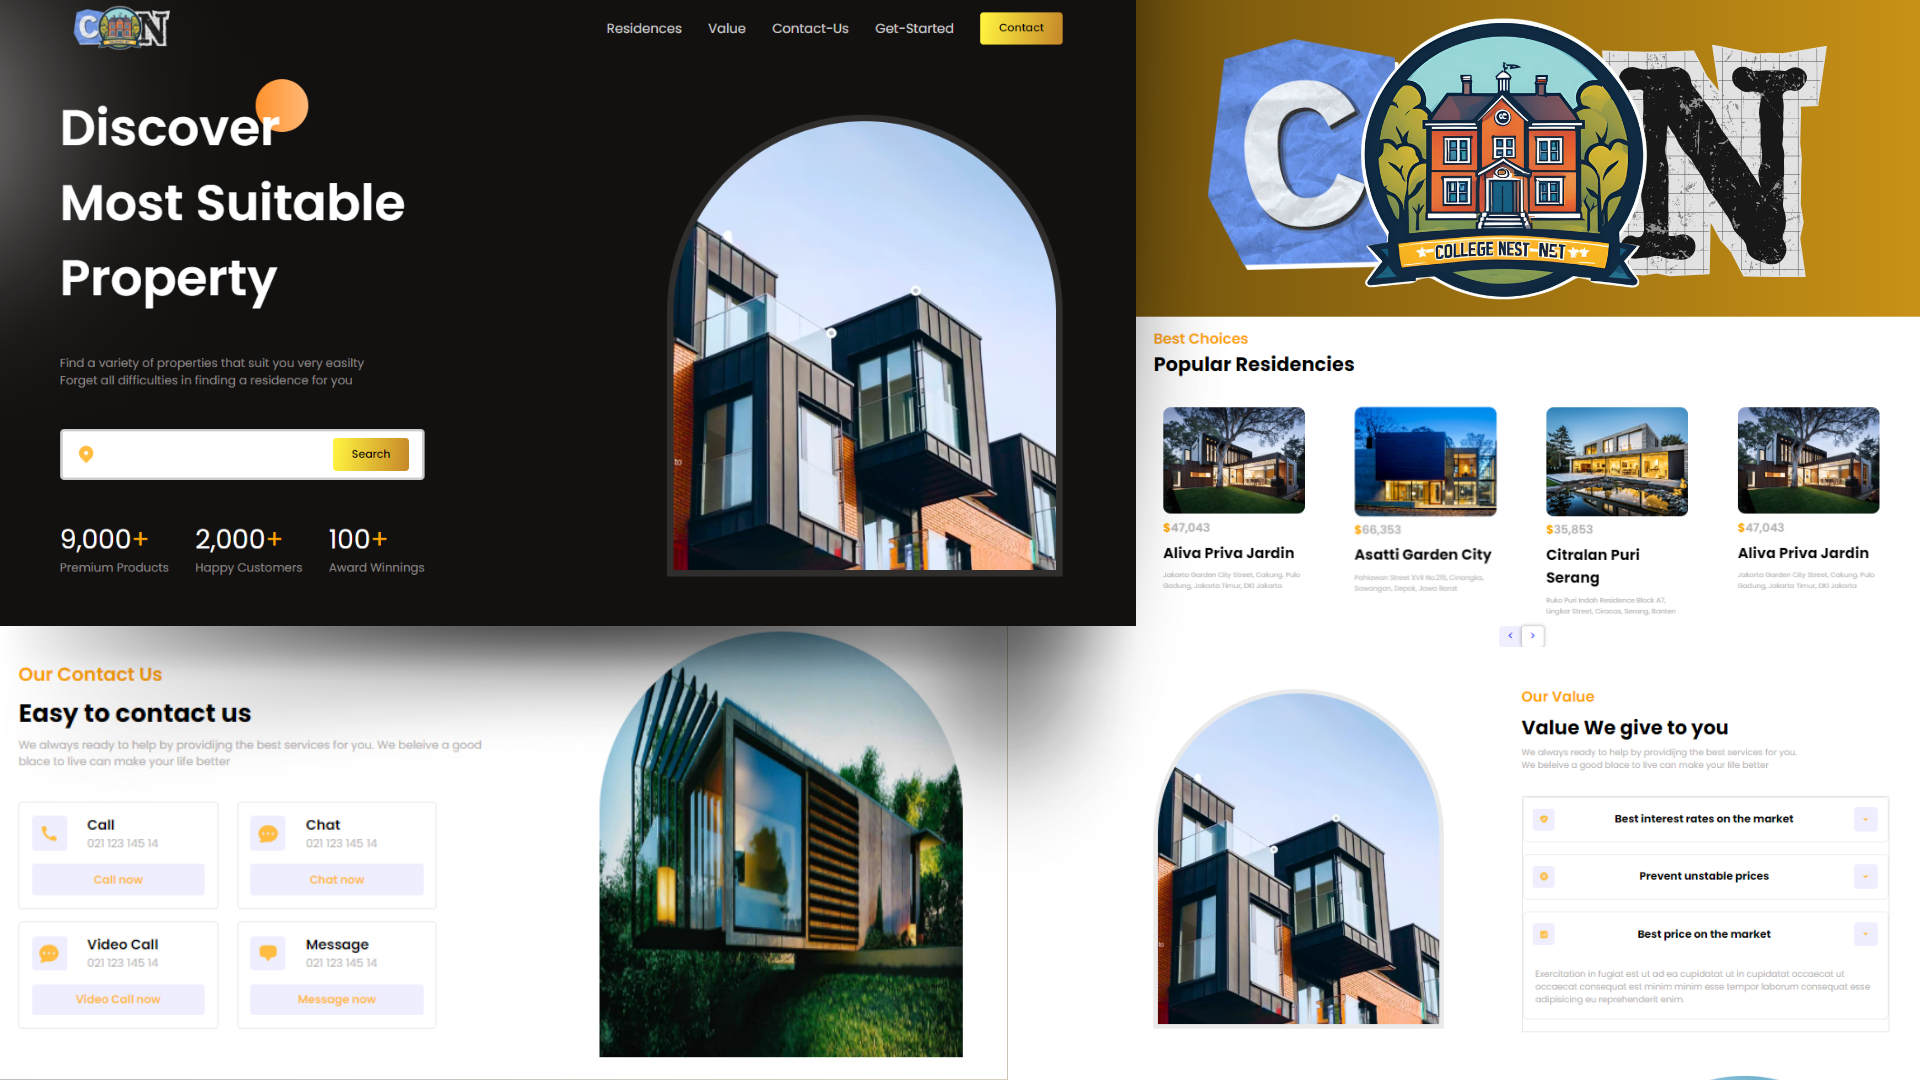 C N
Residences Value Contact-Us Get-Started Contact
Discover
Most Suitable
Property
Find a variety of properties that suit you very easilty
Forget all difficulties in finding a residence for you
Search
9,000+ 2,000+ 100+
Premium Products Happy Customers Award Winnings
to
C N
COLLEGE NEST-NET
Best Choices
Popular Residencies
$47,043
Aliva Priva Jardin
Jakarta Garden City Street, Cakung. Pulo
Gadung, Jakarta Timur, DKI Jakarta
$66,353
Asatti Garden City
Pahlawan Street XVII No.215, Cinangka,
Sawangan, Depok, Jawa Barat
$35,853
Citralan Puri
Serang
Ruko Puri Indah Residence Block A7,
Lingkar Street, Ciracas, Serang, Banten
$47,043
Aliva Priva Jardin
Jakarta Garden City Street, Cakung. Pulo
Gadung, Jakarta Timur, DKI Jakarta
< >
Our Contact Us
Easy to contact us
We always ready to help by providijng the best services for you. We beleive a good
blace to live can make your life better
Call
021 123 145 14
Call now
Chat
021 123 145 14
Chat now
Video Call
021 123 145 14
Video Call now
Message
021 123 145 14
Message now
to
Our Value
Value We give to you
We always ready to help by providijng the best services for you.
We beleive a good blace to live can make your life better
Best interest rates on the market
Prevent unstable prices
Best price on the market
Exercitation in fugiat est ut ad ea cupidatat ut in cupidatat occaecat ut
occaecat consequat est minim minim esse tempor laborum consequat esse
adipisicing eu reprehenderit enim.